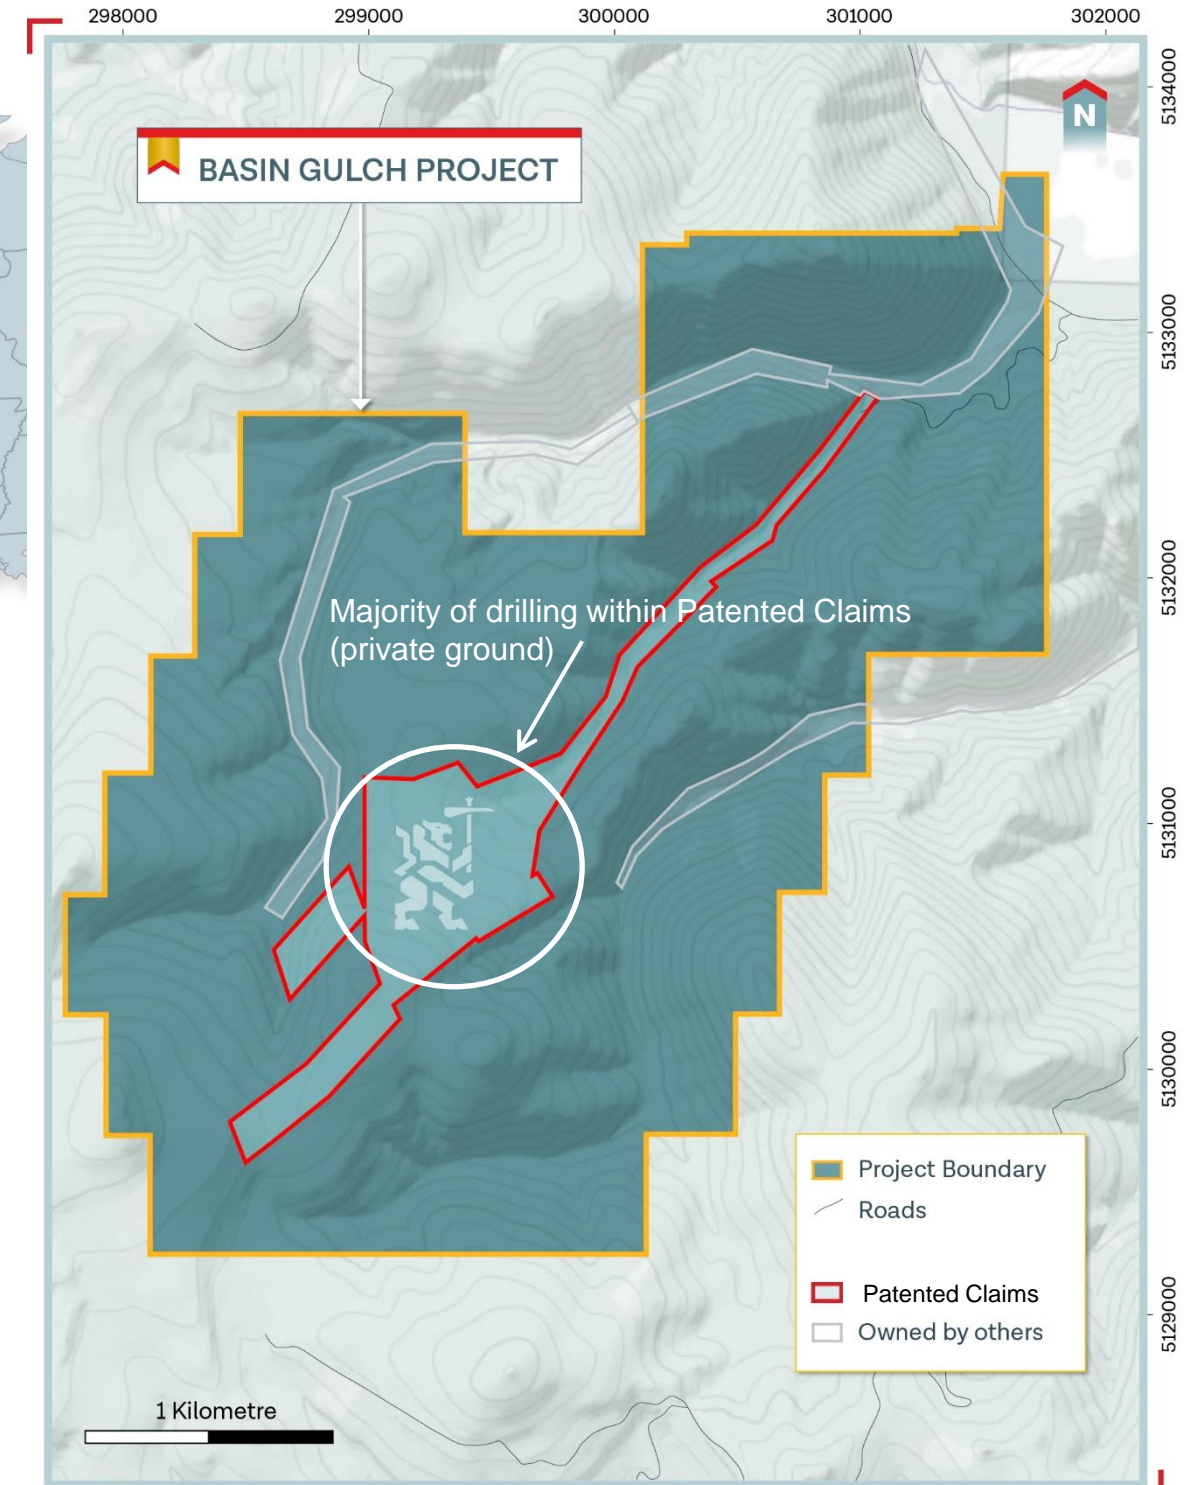 298000 299000 300000 301000 302000
5134000
N
BASIN GULCH PROJECT
5133000
5132000
Majority of drilling within Patented Claims
(private ground)
5131000
5130000
Project Boundary
Roads
Patented Claims
5129000
Owned by others
1 Kilometre